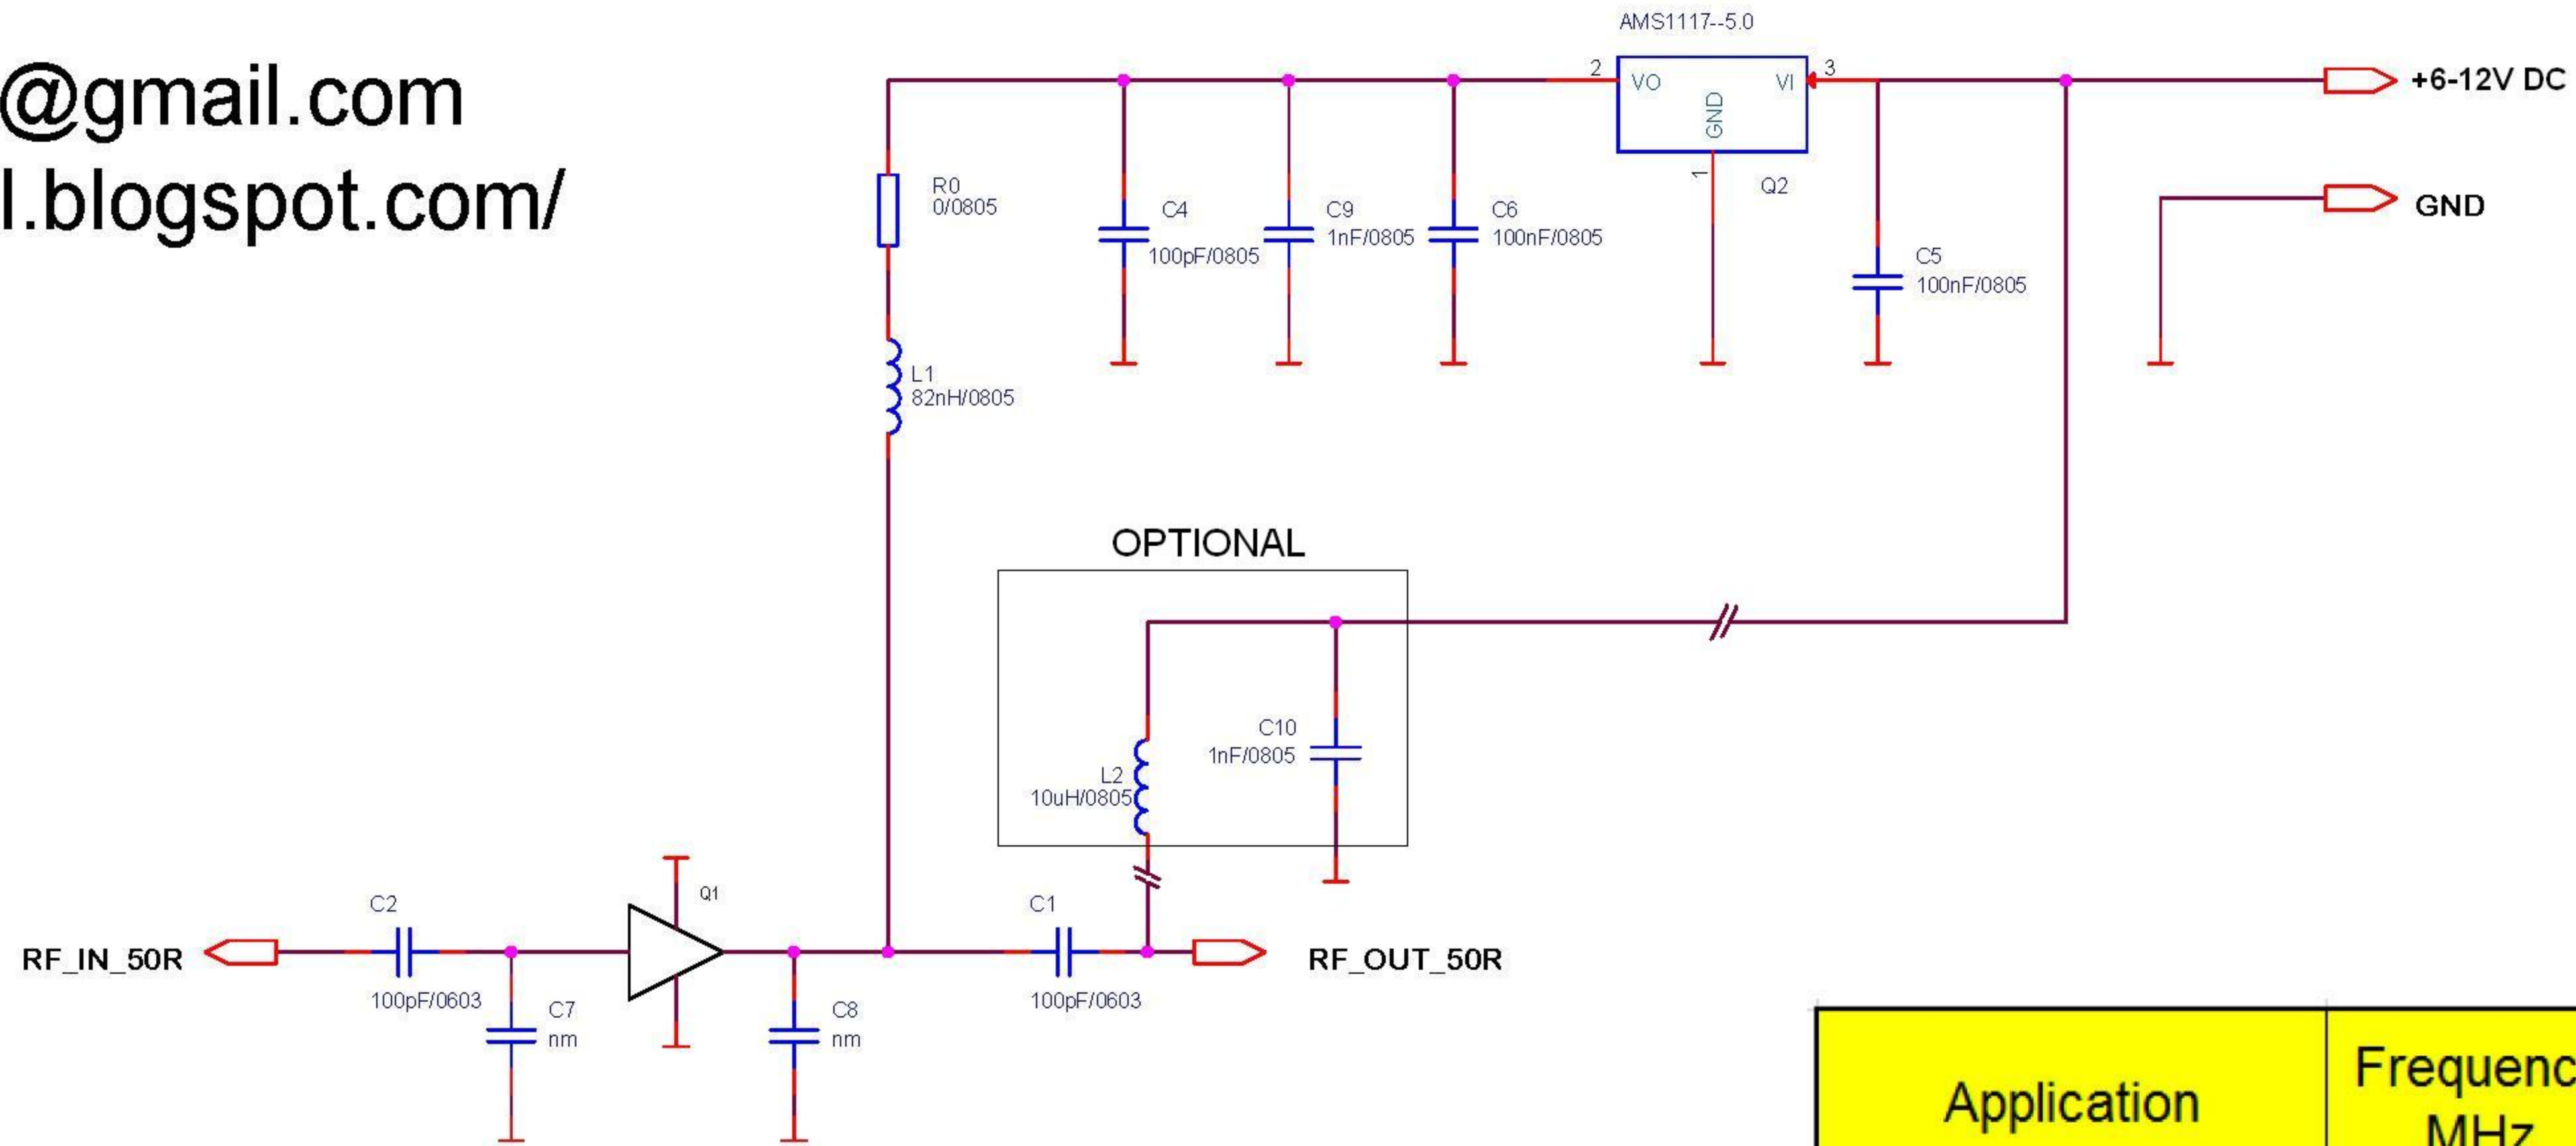 @gmail.com
l.blogspot.com/
AMS1117--5.0
2
VO
VI
3
GND
1
Q2
+6-12V DC
GND
R0
0/0805
C4
100pF/0805
C9
1nF/0805
C6
100nF/0805
C5
100nF/0805
L1
82nH/0805
OPTIONAL
C10
1nF/0805
L2
10uH/0805
Q1
C2
C1
RF_IN_50R
RF_OUT_50R
100pF/0603
100pF/0603
C7
nm
C8
nm
Application
Frequenc
MHz